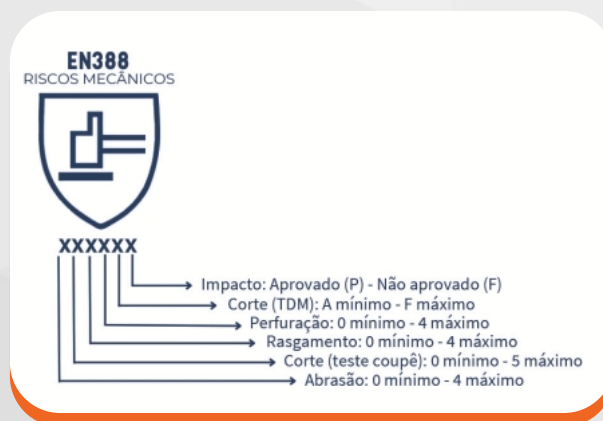 EN388
RISCOS MECÂNICOS
XXXXXX
Impacto: Aprovado (P) - Não aprovado (F)
Corte (TDM): A mínimo - F máximo
Perfuração: 0 mínimo - 4 máximo
Rasgamento: 0 mínimo - 4 máximo
Corte (teste coupê): 0 mínimo - 5 máximo
Abrasão: 0 mínimo - 4 máximo